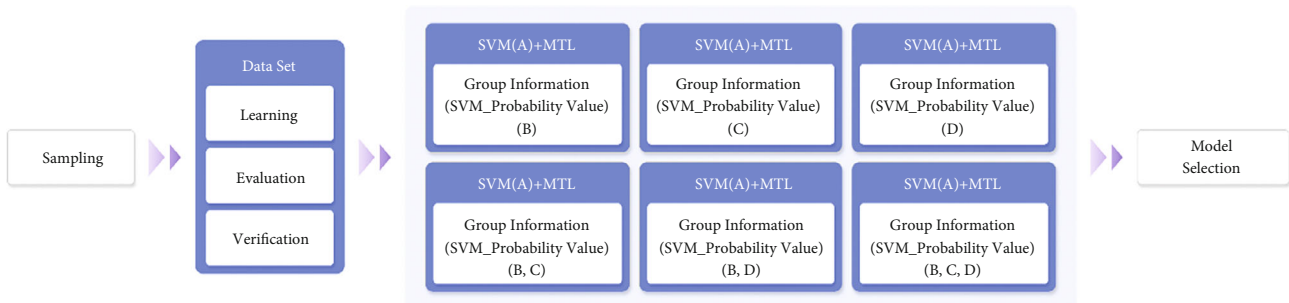 Sampling
Data Set
Learning
Evaluation
Verification
SVM(A)+MTL
Group Information
(SVM_Probability Value)
(B)
SVM(A)+MTL
Group Information
(SVM_Probability Value)
(C)
SVM(A)+MTL
Group Information
(SVM_Probability Value)
(D)
SVM(A)+MTL
Group Information
(SVM_Probability Value)
(B, C)
SVM(A)+MTL
Group Information
(SVM_Probability Value)
(B, D)
SVM(A)+MTL
Group Information
(SVM_Probability Value)
(B, C, D)
Model
Selection